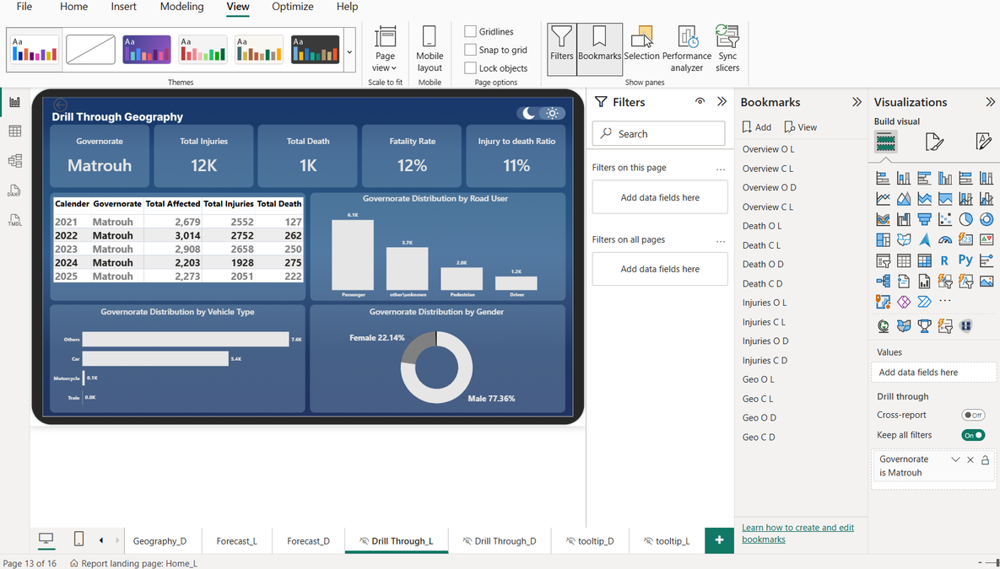 File Home Insert Modeling View Optimize Help
Aa Aa Aa Aa Aa
Page view
Mobile layout
Gridlines
Snap to grid
Lock objects
Filters
Bookmarks
Selection
Performance analyzer
Sync slicers
Themes
Scale to fit
Mobile
Page options
Show panes
DAX
TMDL
Drill Through Geography
Governorate
Matrouh
Total Injuries
12K
Total Death
1K
Fatality Rate
12%
Injury to death Ratio
11%
Calender Governorate Total Affected Total Injuries Total Death
2021 Matrouh 2,679 2552 127
2022 Matrouh 3,014 2752 262
2023 Matrouh 2,908 2658 250
2024 Matrouh 2,203 1928 275
2025 Matrouh 2,273 2051 222
Governorate Distribution by Road User
6.1K
3.7K
2.0K
1.2K
Passenger other\unknown Pedestrian Driver
Governorate Distribution by Vehicle Type
Others 7.6K
Car 5.4K
Motorcycle 0.1K
Train 0.0K
Governorate Distribution by Gender
Female 22.14%
Male 77.36%
Filters
Search
Filters on this page ...
Add data fields here
Filters on all pages ...
Add data fields here
Bookmarks
Add View
Overview O L
Overview C L
Overview O D
Overview C L
Death O L
Death C L
Death O D
Death C D
Injuries O L
Injuries C L
Injuries O D
Injuries C D
Geo O L
Geo C L
Geo O D
Geo C D
Learn how to create and edit
bookmarks
Visualizations
Build visual
123
R Py
...
Values
Add data fields here
Drill through
Cross-report Off
Keep all filters On
Governorate
is Matrouh
Geography_D Forecast_L Forecast_D Drill Through_L Drill Through_D tooltip_D tooltip_L +
Page 13 of 16 Report landing page: Home_L -